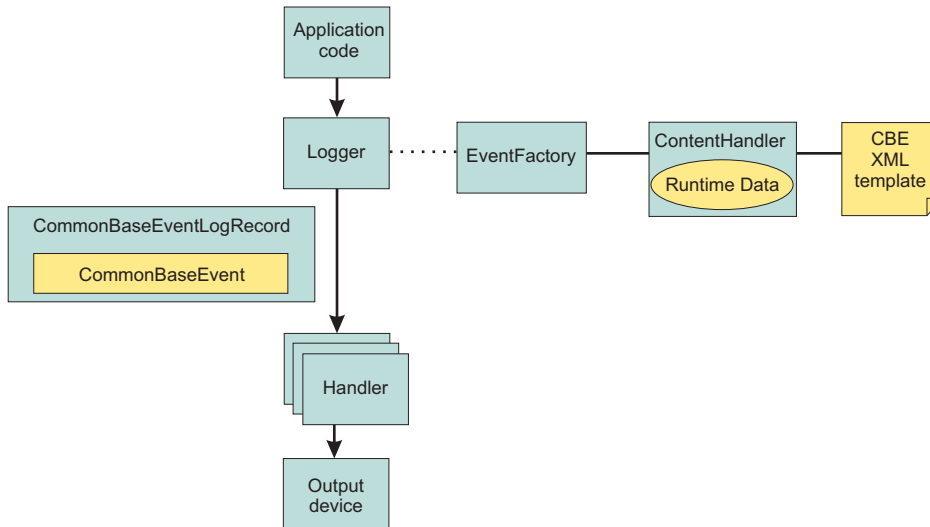 Application
code
Logger
EventFactory
ContentHandler
Runtime Data
CBE
XML
template
CommonBaseEventLogRecord
CommonBaseEvent
Handler
Output
device